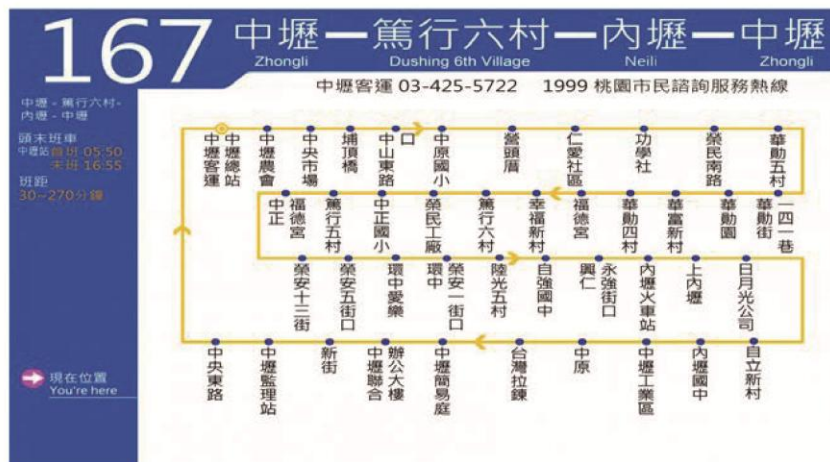 167
中壢－篤行六村－內壢－中壢
Zhongli Dushing 6th Village Neili Zhongli
中壢客運 03-425-5722 1999 桃園市民諮詢服務熱線
中壢 - 篤行六村-
內壢 - 中壢
頭末班車
中壢站 首班 05:50
末班 16:55
班距
30~270分鐘
中壢總站
中壢客運
中壢農會
中央市場
埔頂橋
中山東路口
中原國小
營頭厝
仁愛社區
功學社
榮民南路
華勛五村
華勛街
一四一巷
華勛園
華富新村
華勛四村
福德宮
幸福新村
篤行六村
榮民工廠
中正國小
篤行五村
中正
福德宮
榮安十三街
榮安五街口
環中愛樂
環中
榮安一街口
陸光五村
自強國中
興仁
永強街口
內壢火車站
上內壢
日月光公司
自立新村
內壢國中
中壢工業區
中原
台灣拉鍊
中壢簡易庭
中壢聯合
辦公大樓
新街
中壢監理站
中央東路
現在位置
You're here